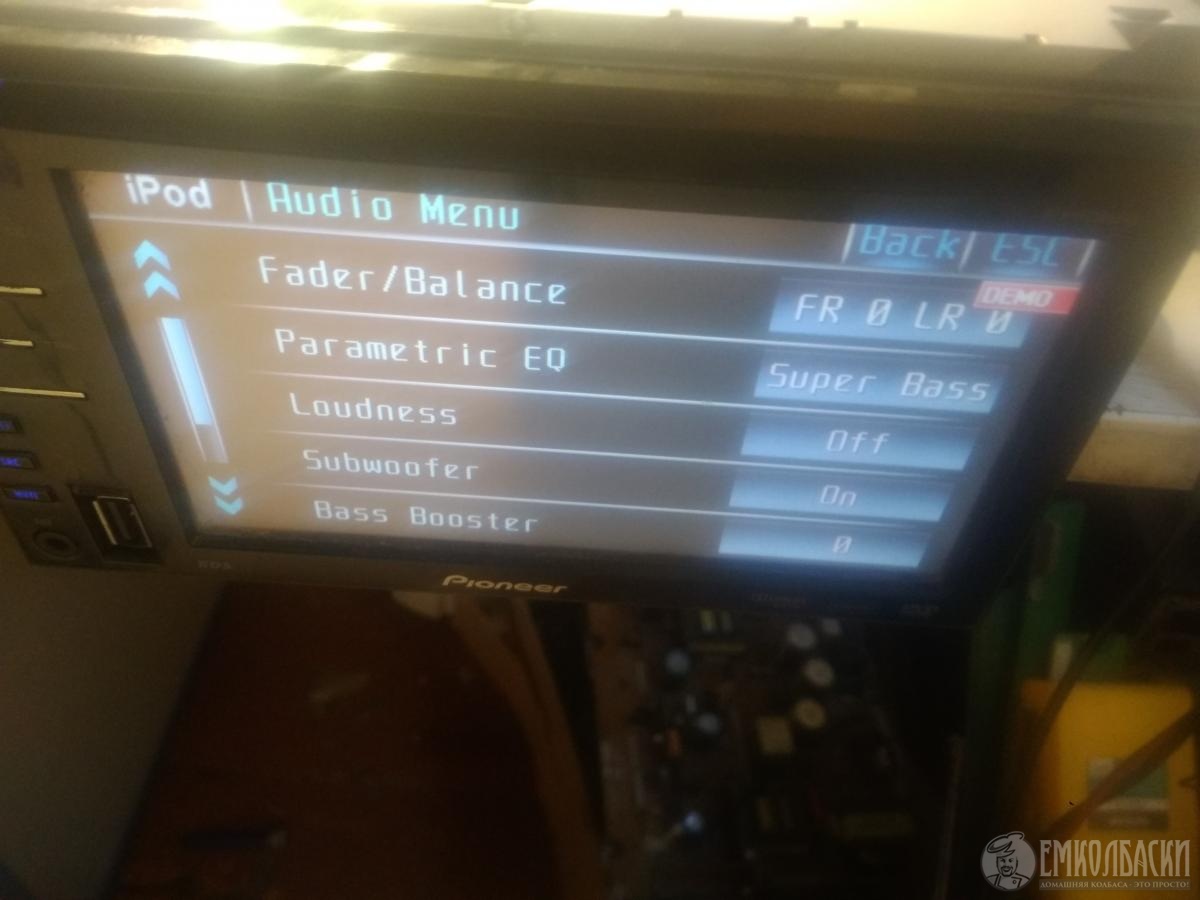 iPod Audio Menu
Back ESC
Fader/Balance FR 0 LR 0
DEMO
Parametric EQ Super Bass
Loudness Off
Subwoofer On
Bass Booster 0
RDS
Pioneer
ЕМКОЛБАСКИ
ДОМАШНЯЯ КОЛБАСА - ЭТО ПРОСТО!